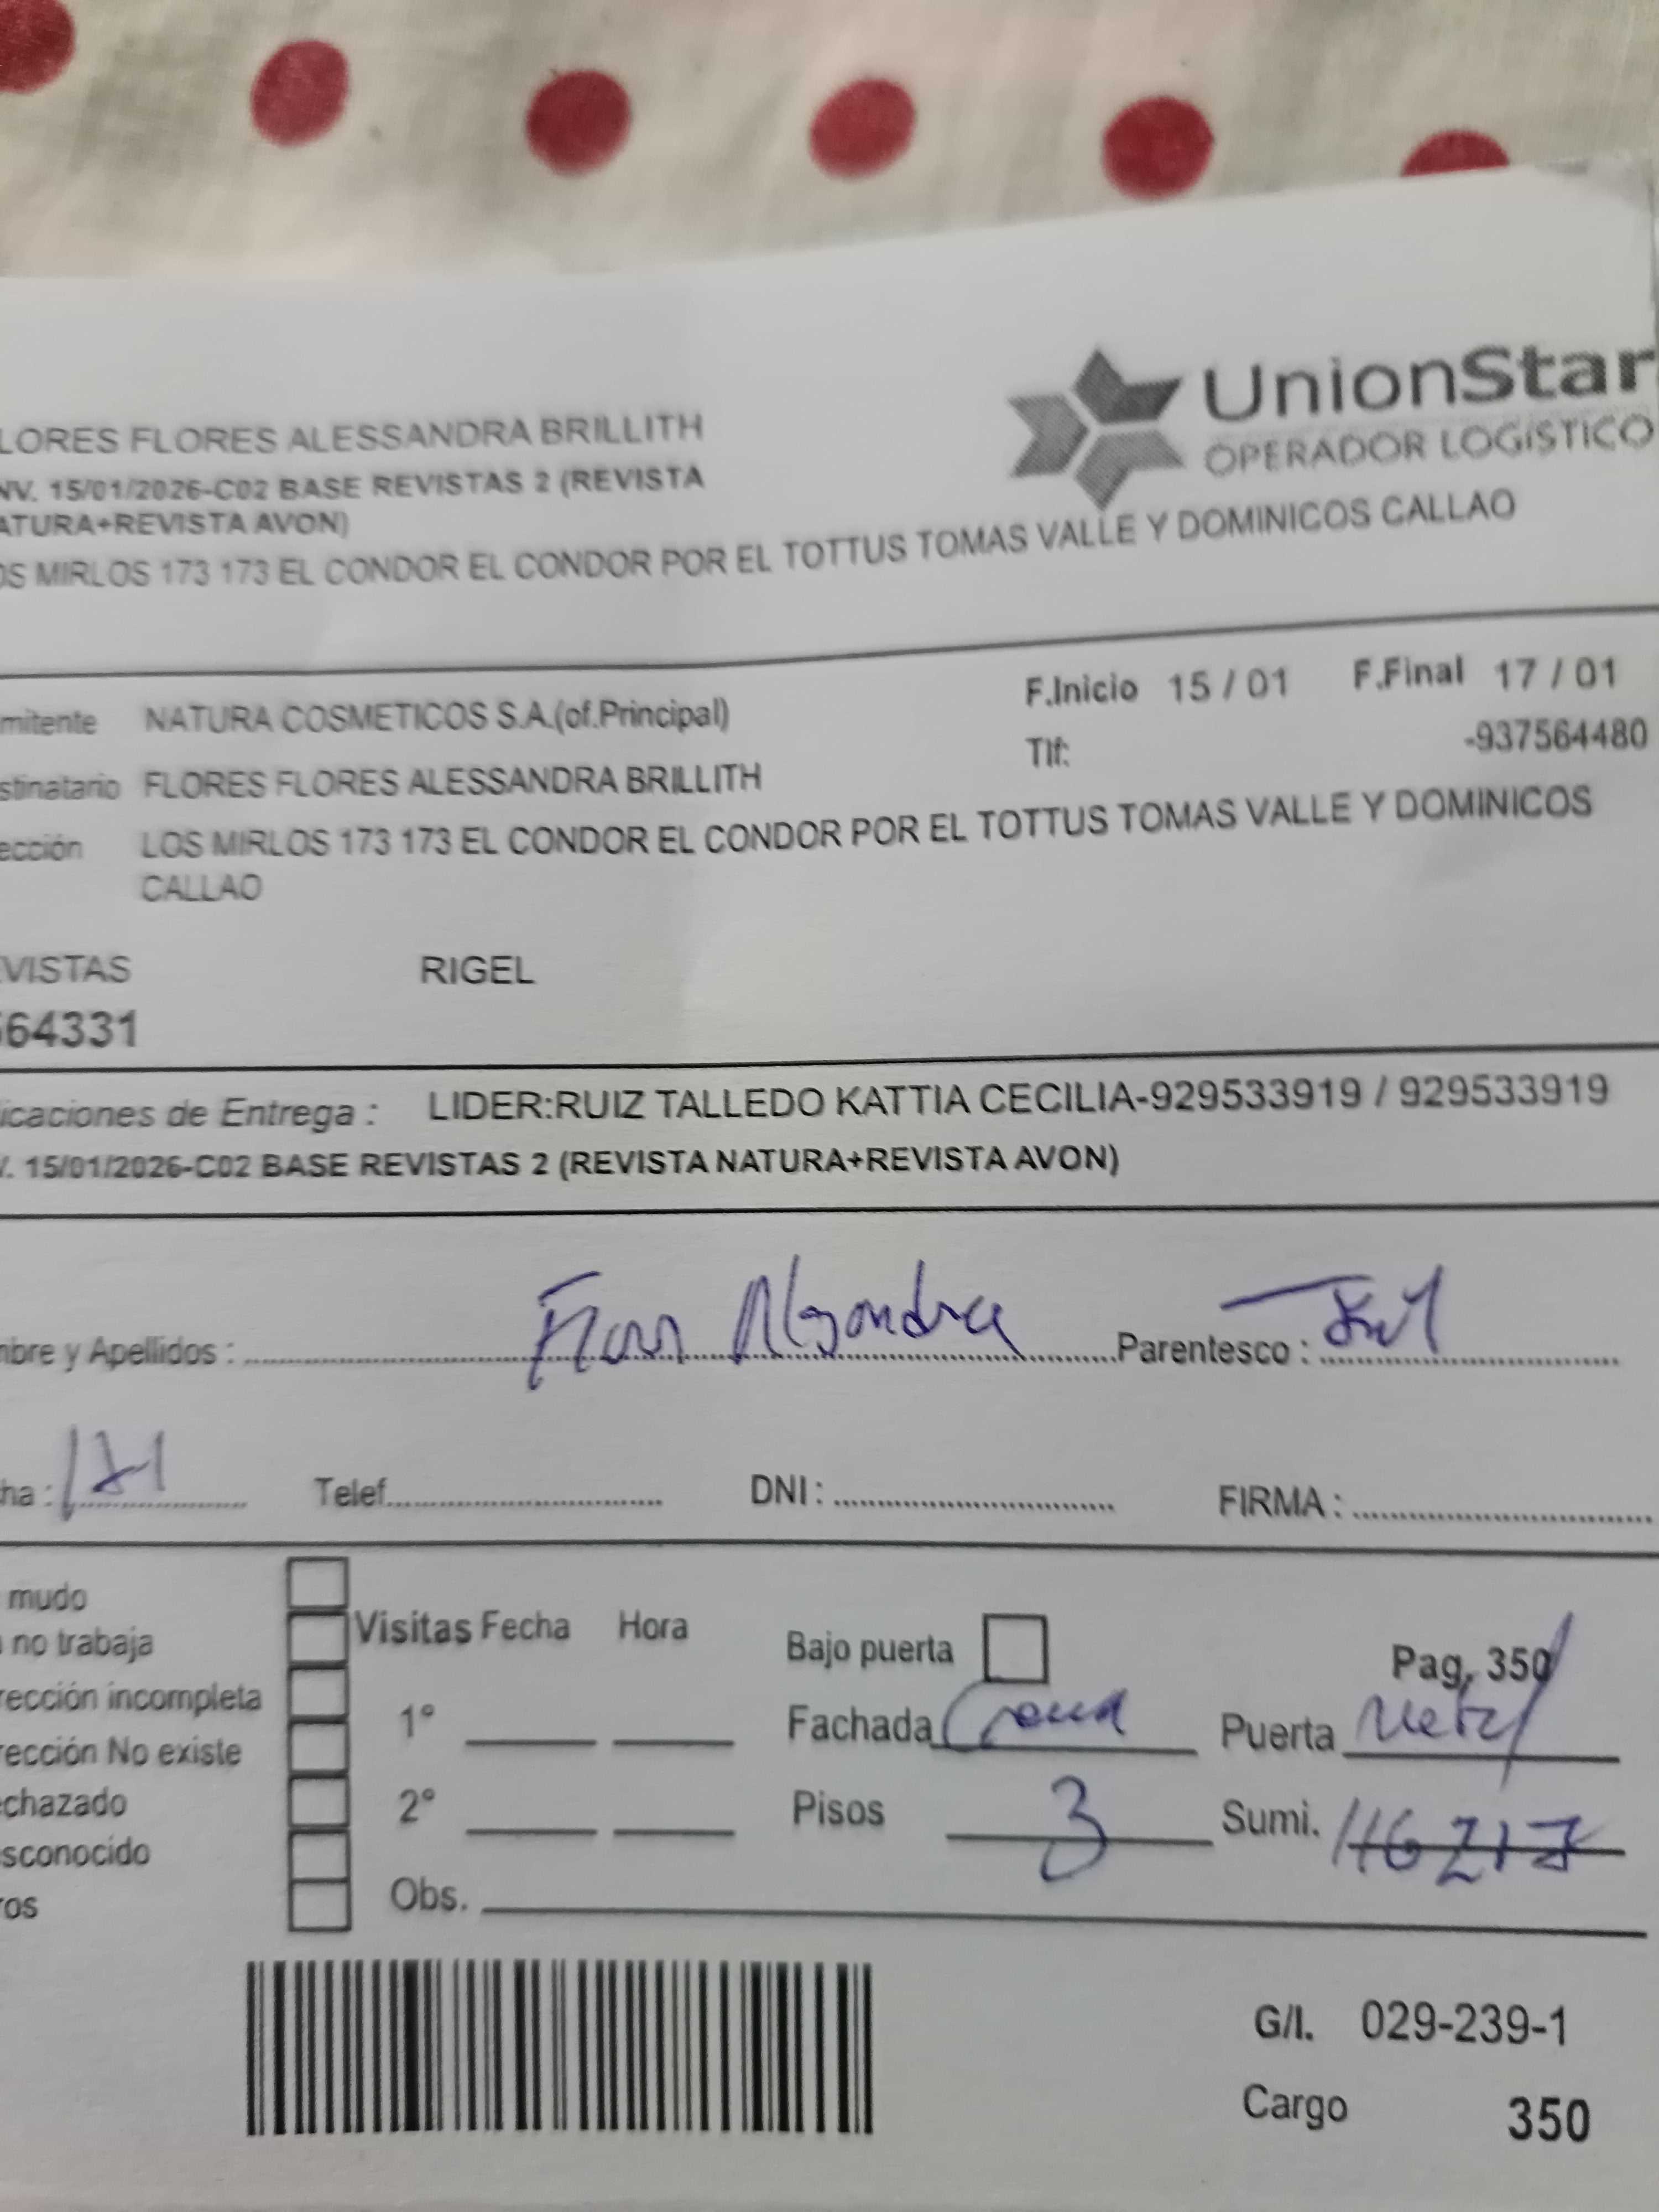 LORES FLORES ALESSANDRA BRILLITH
NV. 15/01/2026-C02 BASE REVISTAS 2 (REVISTA
ATURA+REVISTA AVON)
OS MIRLOS 173 173 EL CONDOR EL CONDOR POR EL TOTTUS TOMAS VALLE Y DOMINICOS CALLAO
UnionStar
OPERADOR LOGÍSTICO
mitente NATURA COSMETICOS S.A.(of.Principal) F.Inicio 15 / 01 F.Final 17 / 01
Tlf: -937564480
stinatario FLORES FLORES ALESSANDRA BRILLITH
ección LOS MIRLOS 173 173 EL CONDOR EL CONDOR POR EL TOTTUS TOMAS VALLE Y DOMINICOS
CALLAO
VISTAS RIGEL
64331
icaciones de Entrega : LIDER:RUIZ TALLEDO KATTIA CECILIA-929533919 / 929533919
V. 15/01/2026-C02 BASE REVISTAS 2 (REVISTA NATURA+REVISTA AVON)
mbre y Apellidos : Parentesco :
ha : Telef. DNI : FIRMA :
mudo
no trabaja
rección incompleta
rección No existe
echazado
sconocido
ros
Visitas Fecha Hora
1°
2°
Obs.
Bajo puerta Pag. 350
Fachada Puerta Metal
Pisos 3 Sumi.
G/I. 029-239-1
Cargo 350